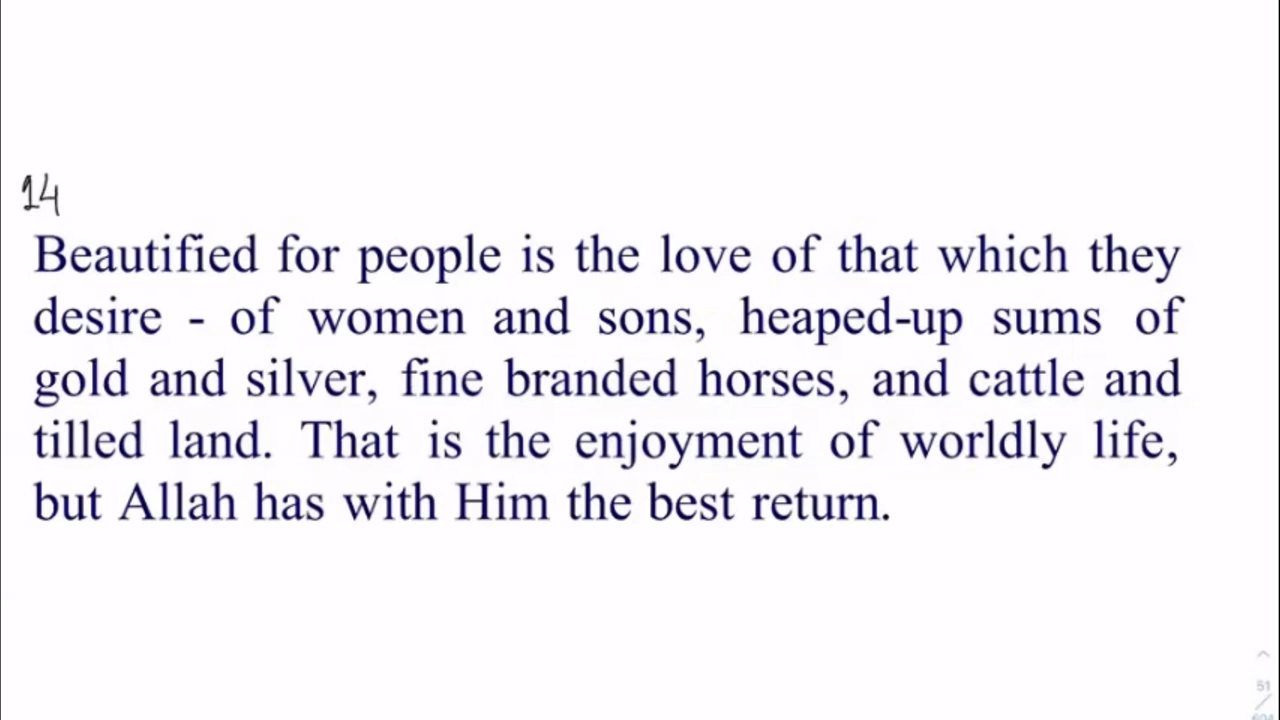 14
Beautified for people is the love of that which they
desire - of women and sons, heaped-up sums of
gold and silver, fine branded horses, and cattle and
tilled land. That is the enjoyment of worldly life,
but Allah has with Him the best return.
51
/
604